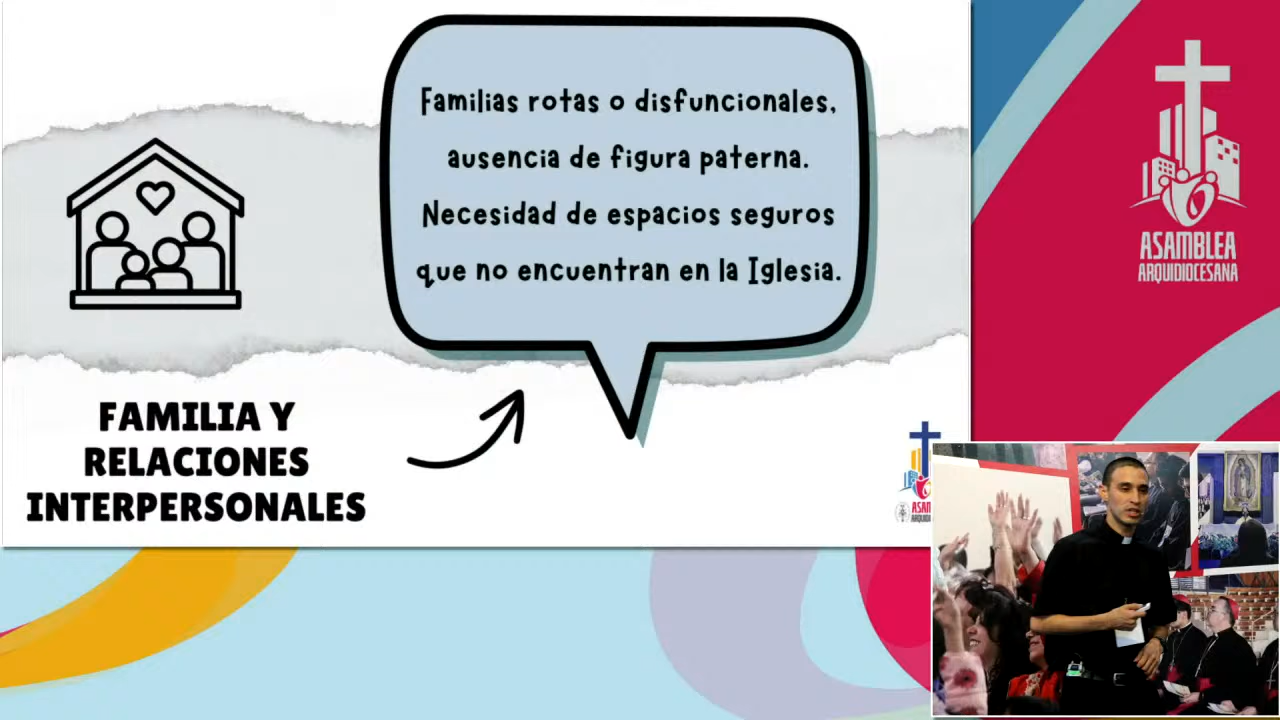 Familias rotas o disfuncionales,
ausencia de figura paterna.
Necesidad de espacios seguros
que no encuentran en la Iglesia.
FAMILIA Y
RELACIONES
INTERPERSONALES
ASAMBLEA
ARQUIDIOCESANA